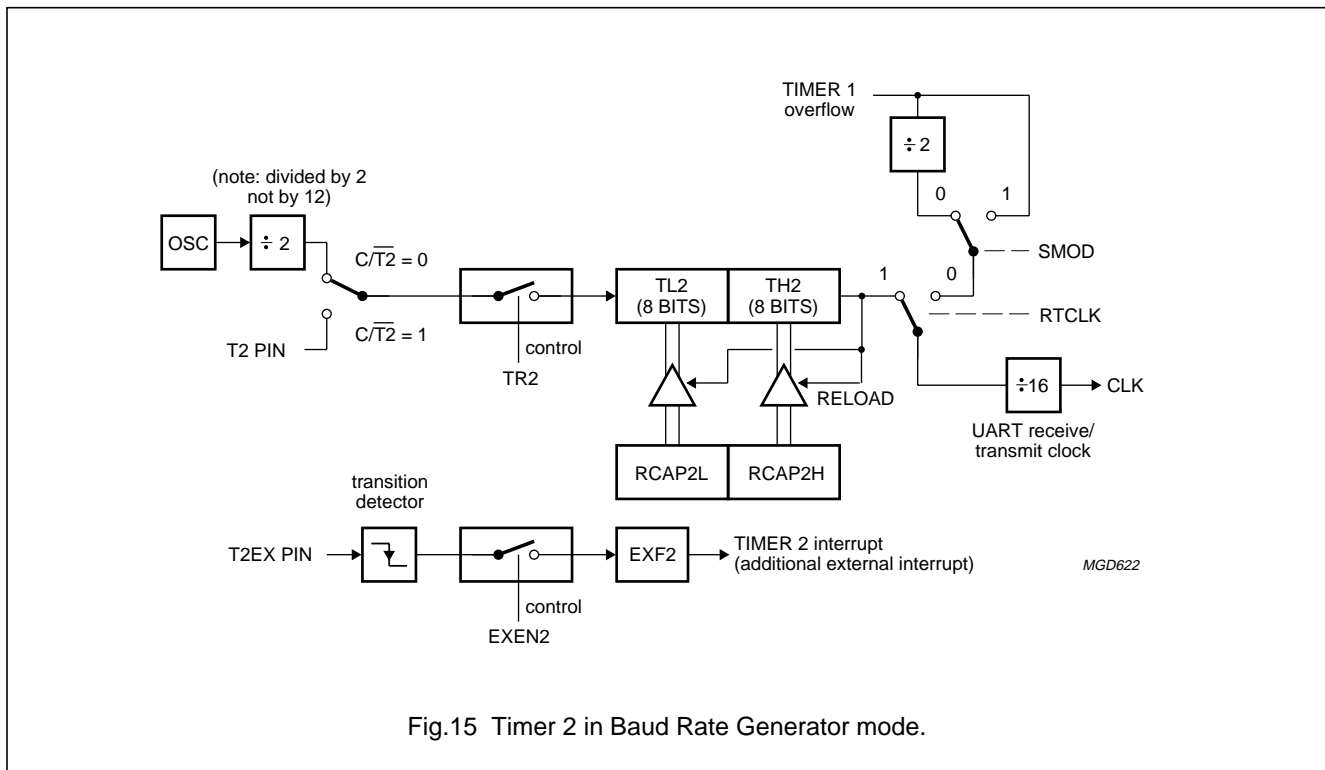 TIMER 1
overflow
÷ 2
(note: divided by 2
not by 12)
0
1
OSC
÷ 2
C/T2 = 0
SMOD
TL2
(8 BITS)
TH2
(8 BITS)
1
0
RTCLK
C/T2 = 1
T2 PIN
control
TR2
RELOAD
÷16
CLK
UART receive/
transmit clock
RCAP2L
RCAP2H
transition
detector
T2EX PIN
EXF2
TIMER 2 interrupt
(additional external interrupt)
MGD622
control
EXEN2
Fig.15 Timer 2 in Baud Rate Generator mode.